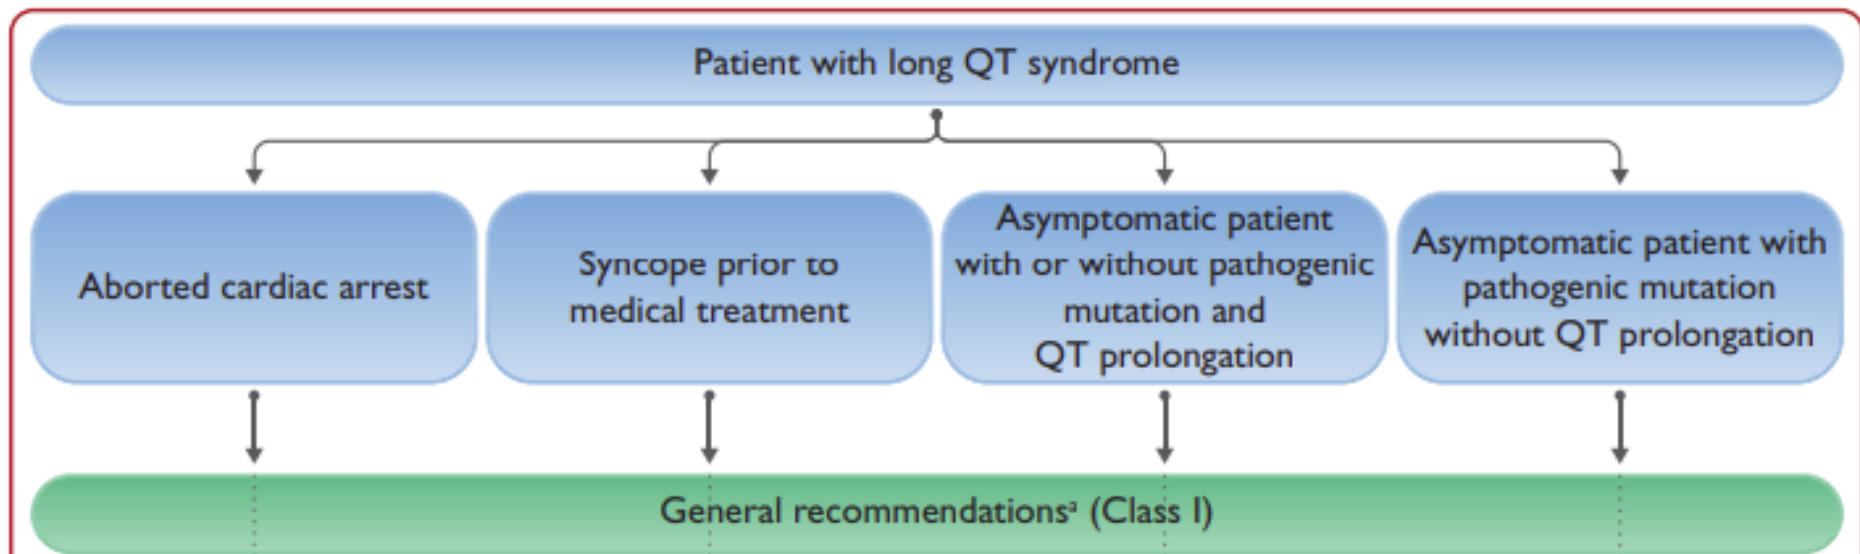 Patient with long QT syndrome
Aborted cardiac arrest
Syncope prior to
medical treatment
Asymptomatic patient
with or without pathogenic
mutation and
QT prolongation
Asymptomatic patient with
pathogenic mutation
without QT prolongation
General recommendationsᵃ (Class I)